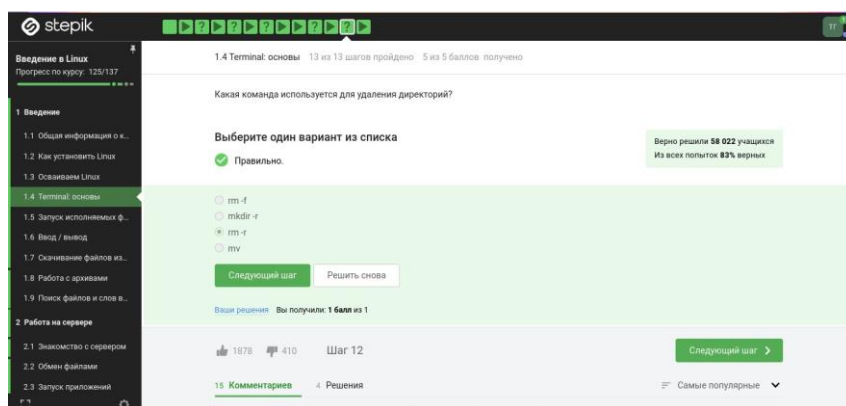 stepik
ТГ
Введение в Linux
Прогресс по курсу: 125/137
1 Введение
1.1 Общая информация о к...
1.2 Как установить Linux
1.3 Осваиваем Linux
1.4 Terminal: основы
1.5 Запуск исполняемых ф...
1.6 Ввод / вывод
1.7 Скачивание файлов из...
1.8 Работа с архивами
1.9 Поиск файлов и слов в...
2 Работа на сервере
2.1 Знакомство с сервером
2.2 Обмен файлами
2.3 Запуск приложений
1.4 Terminal: основы 13 из 13 шагов пройдено 5 из 5 баллов получено
Какая команда используется для удаления директорий?
Выберите один вариант из списка
Правильно.
Верно решили 58 022 учащихся
Из всех попыток 83% верных
rm -f
mkdir -r
rm -r
mv
Следующий шаг
Решить снова
Ваши решения Вы получили: 1 балл из 1
1878 410 Шаг 12
Следующий шаг
15 Комментариев 4 Решения
Самые популярные